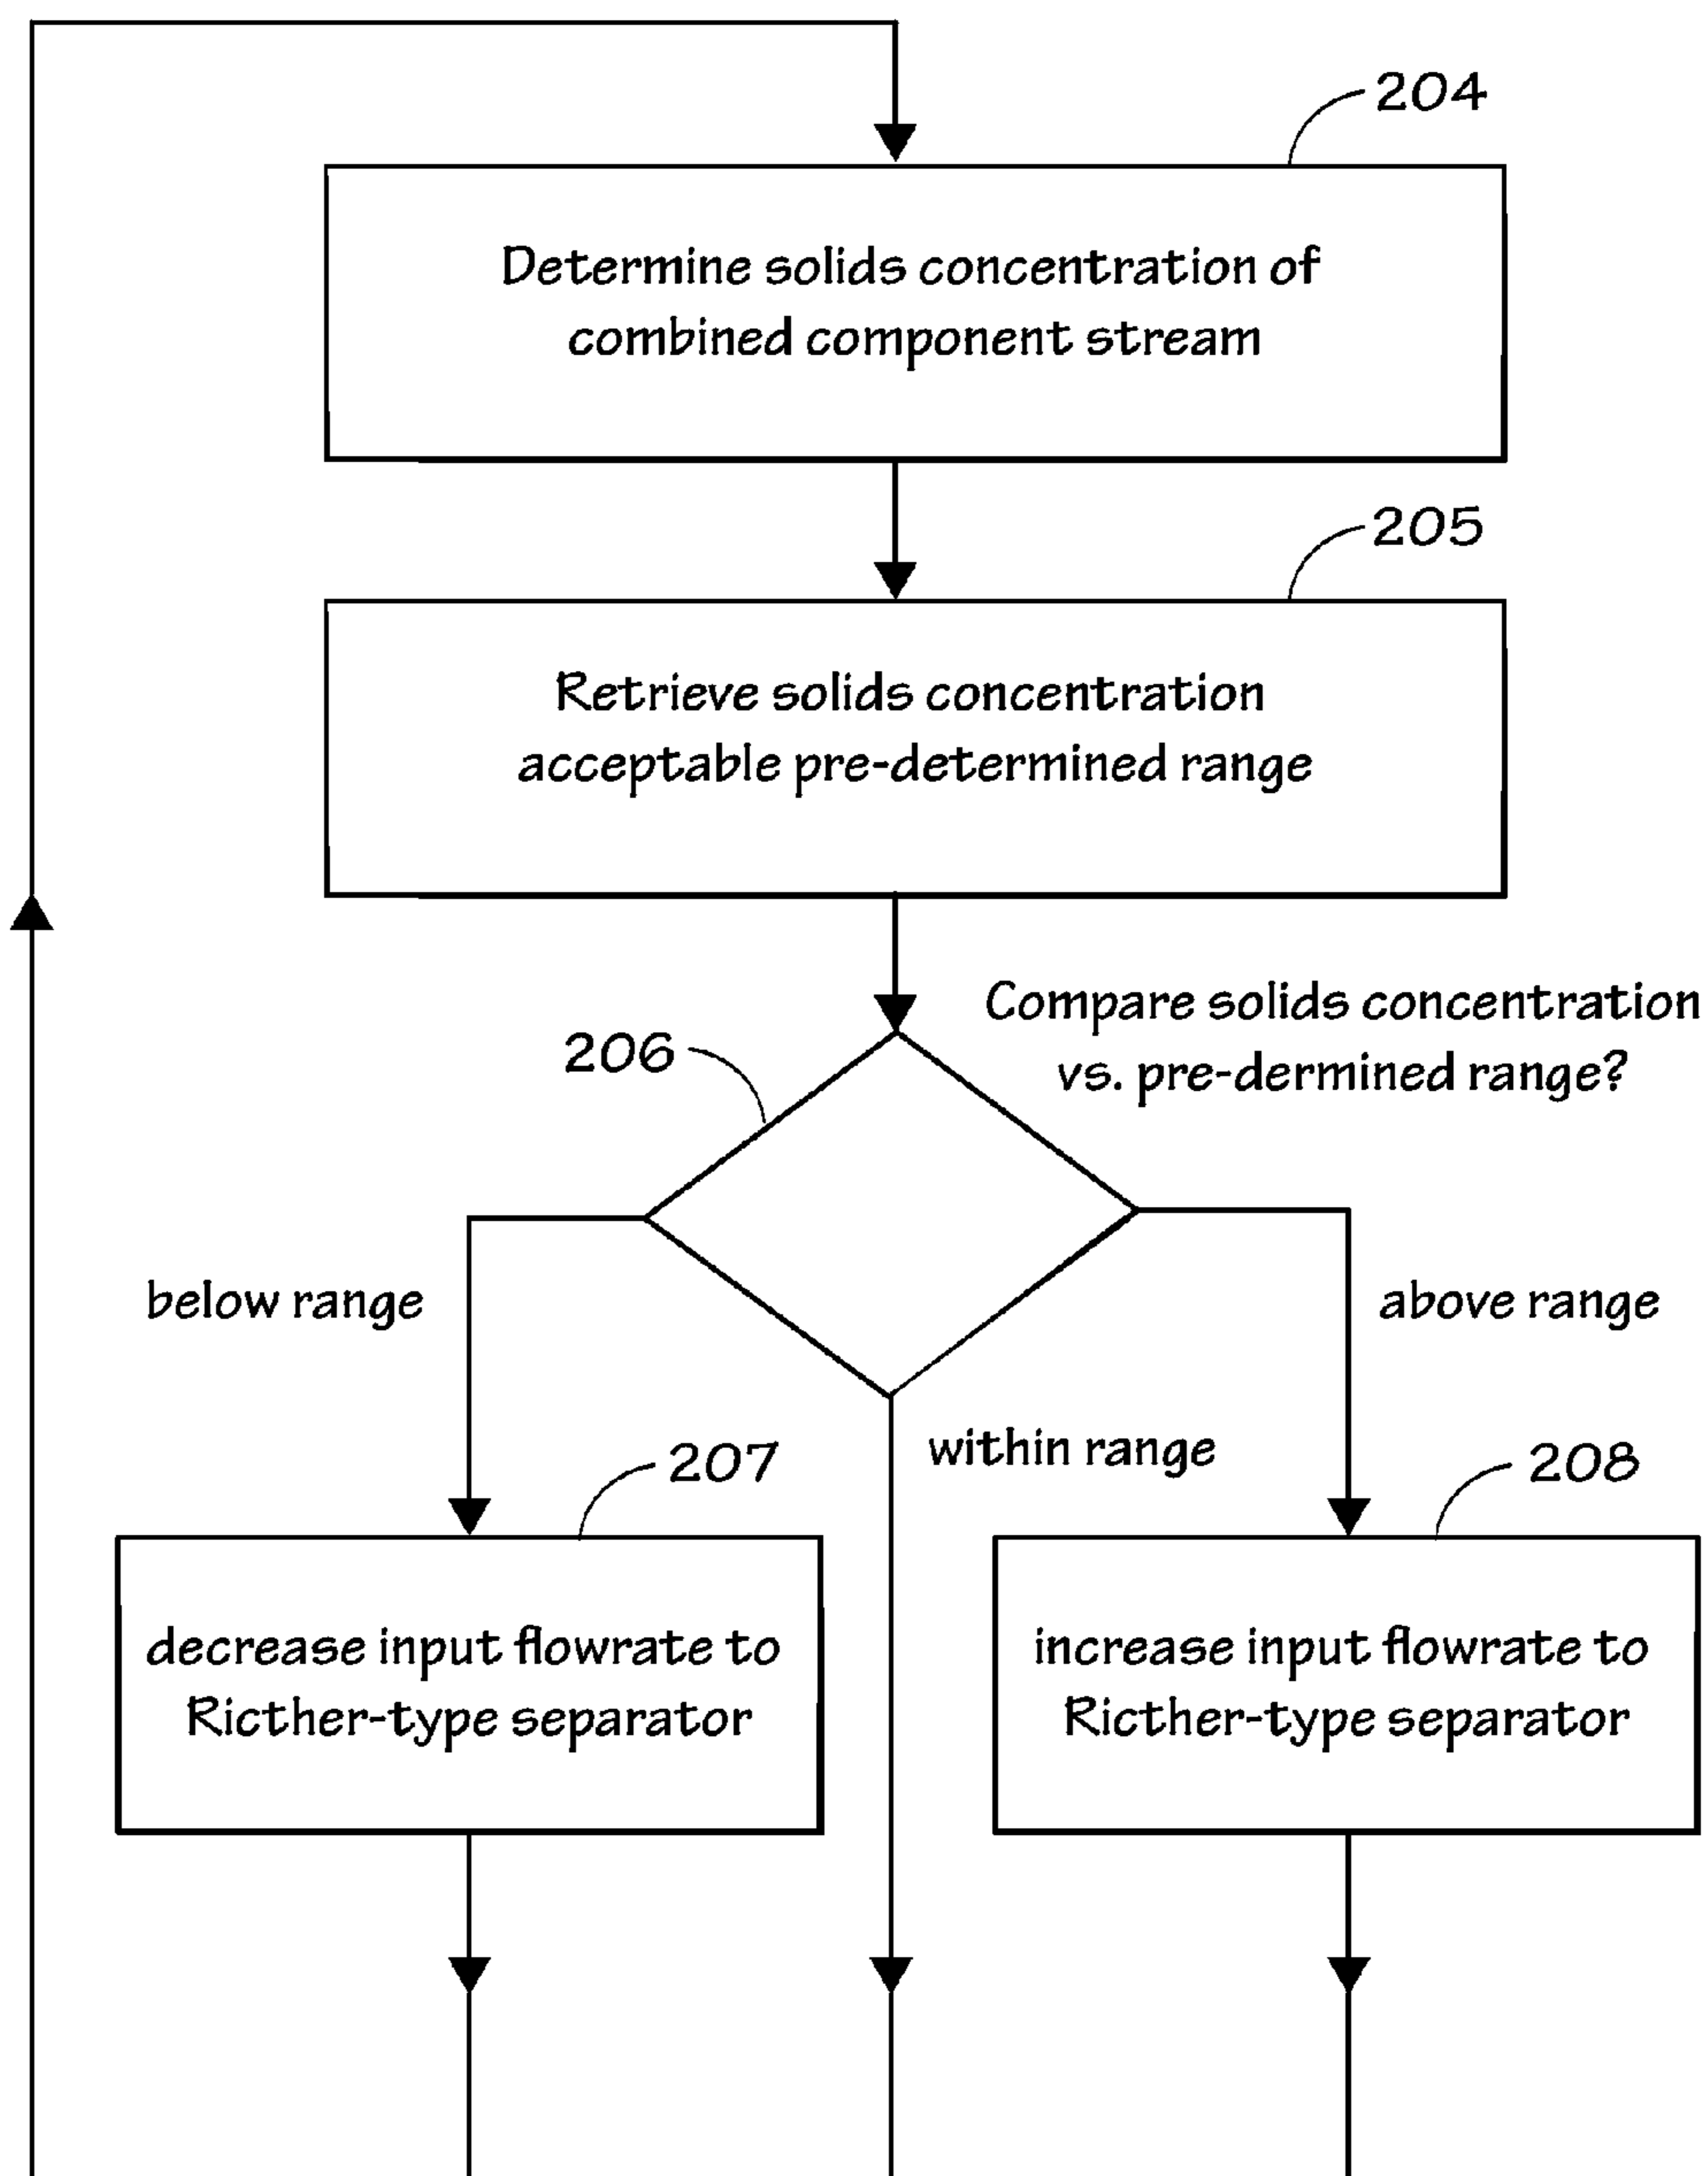 204
Determine solids concentration of
combined component stream
205
Retrieve solids concentration
acceptable pre-determined range
Compare solids concentration
vs. pre-dermined range?
206
below range
above range
within range
207
208
decrease input flowrate to
Ricther-type separator
increase input flowrate to
Ricther-type separator